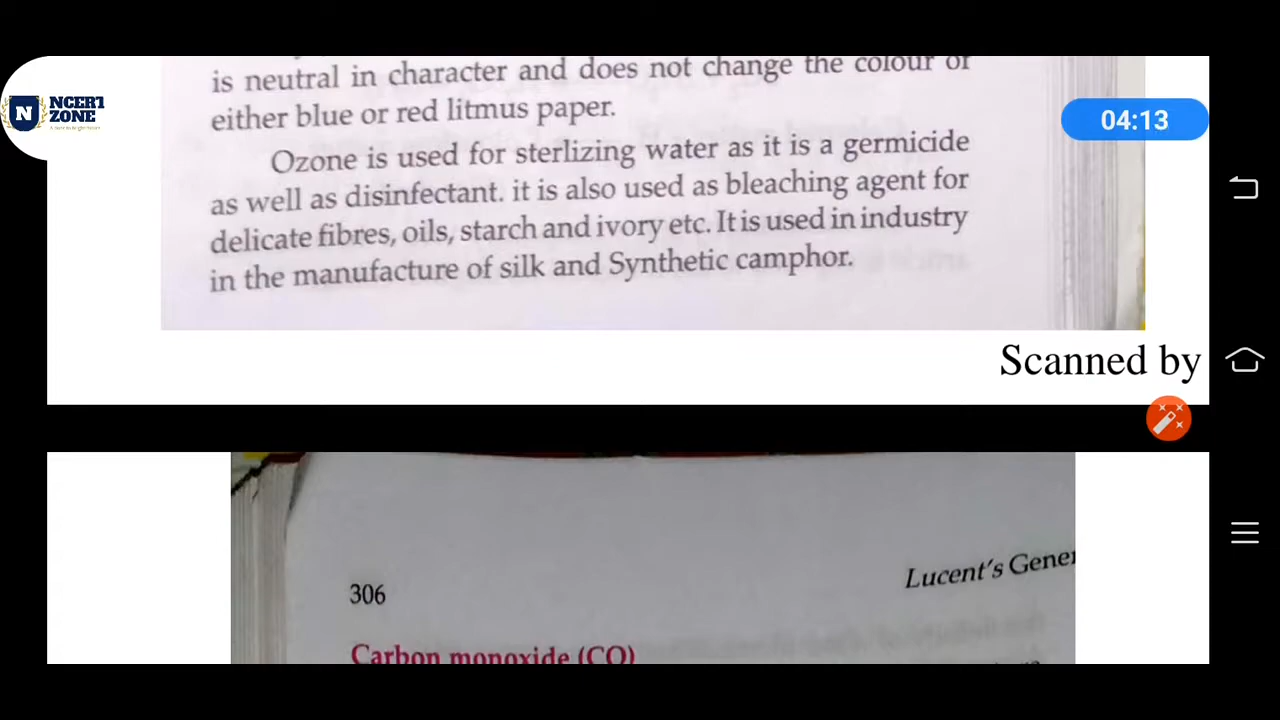 is neutral in character and does not change the colour of
either blue or red litmus paper.
Ozone is used for sterlizing water as it is a germicide
as well as disinfectant. it is also used as bleaching agent for
delicate fibres, oils, starch and ivory etc. It is used in industry
in the manufacture of silk and Synthetic camphor.
NCERT
ZONE
N
04:13
Scanned by
306
Lucent's Gener
Carbon monoxide (CO)